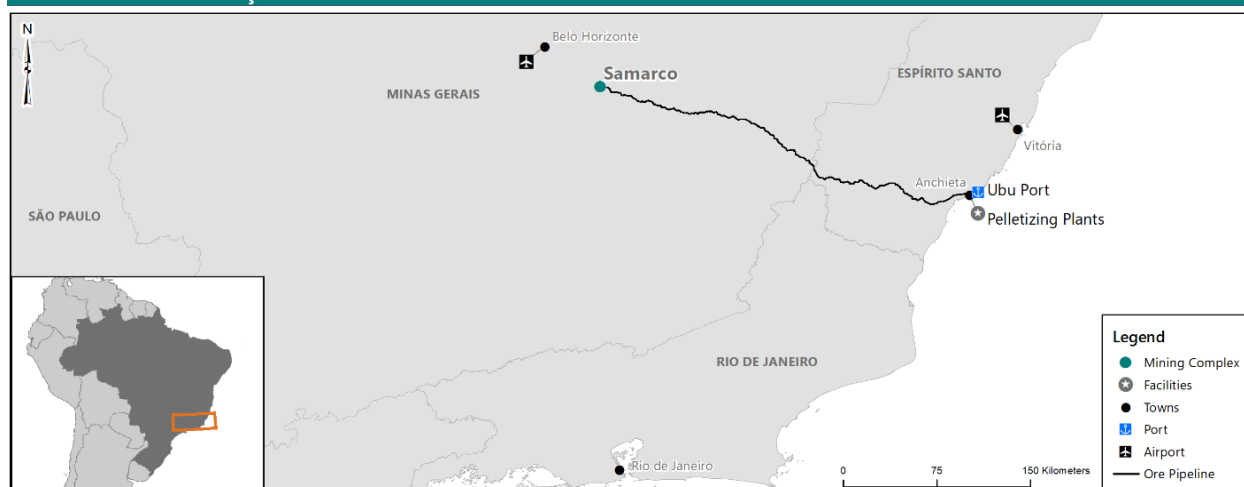 N
Belo Horizonte
Samarco
MINAS GERAIS
ESPÍRITO SANTO
Vitória
Anchieta
Ubu Port
Pelletizing Plants
SÃO PAULO
RIO DE JANEIRO
Rio de Janeiro
0 75 150 Kilometers
Legend
Mining Complex
Facilities
Towns
Port
Airport
Ore Pipeline